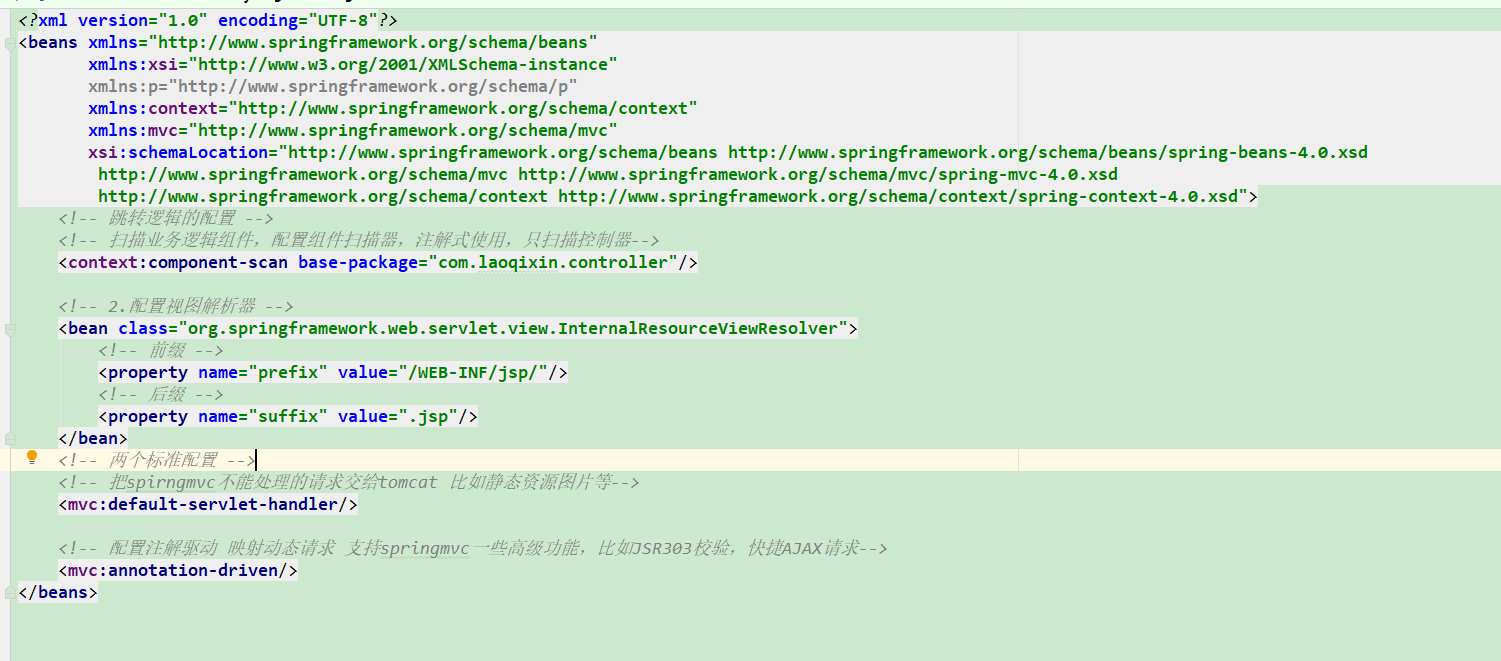 <?xml version="1.0" encoding="UTF-8"?>
<beans xmlns="http://www.springframework.org/schema/beans"
xmlns:xsi="http://www.w3.org/2001/XMLSchema-instance"
xmlns:p="http://www.springframework.org/schema/p"
xmlns:context="http://www.springframework.org/schema/context"
xmlns:mvc="http://www.springframework.org/schema/mvc"
xsi:schemaLocation="http://www.springframework.org/schema/beans http://www.springframework.org/schema/beans/spring-beans-4.0.xsd
http://www.springframework.org/schema/mvc http://www.springframework.org/schema/mvc/spring-mvc-4.0.xsd
http://www.springframework.org/schema/context http://www.springframework.org/schema/context/spring-context-4.0.xsd">
<!-- 跳转逻辑的配置 -->
<!-- 扫描业务逻辑组件，配置组件扫描器，注解式使用，只扫描控制器-->
<context:component-scan base-package="com.laoqixin.controller"/>
<!-- 2.配置视图解析器 -->
<bean class="org.springframework.web.servlet.view.InternalResourceViewResolver">
<!-- 前缀 -->
<property name="prefix" value="/WEB-INF/jsp/"/>
<!-- 后缀 -->
<property name="suffix" value=".jsp"/>
</bean>
<!-- 两个标准配置 -->
<!-- 把spirngmvc不能处理的请求交给tomcat 比如静态资源图片等-->
<mvc:default-servlet-handler/>
<!-- 配置注解驱动 映射动态请求 支持springmvc一些高级功能，比如JSR303校验，快捷AJAX请求-->
<mvc:annotation-driven/>
</beans>